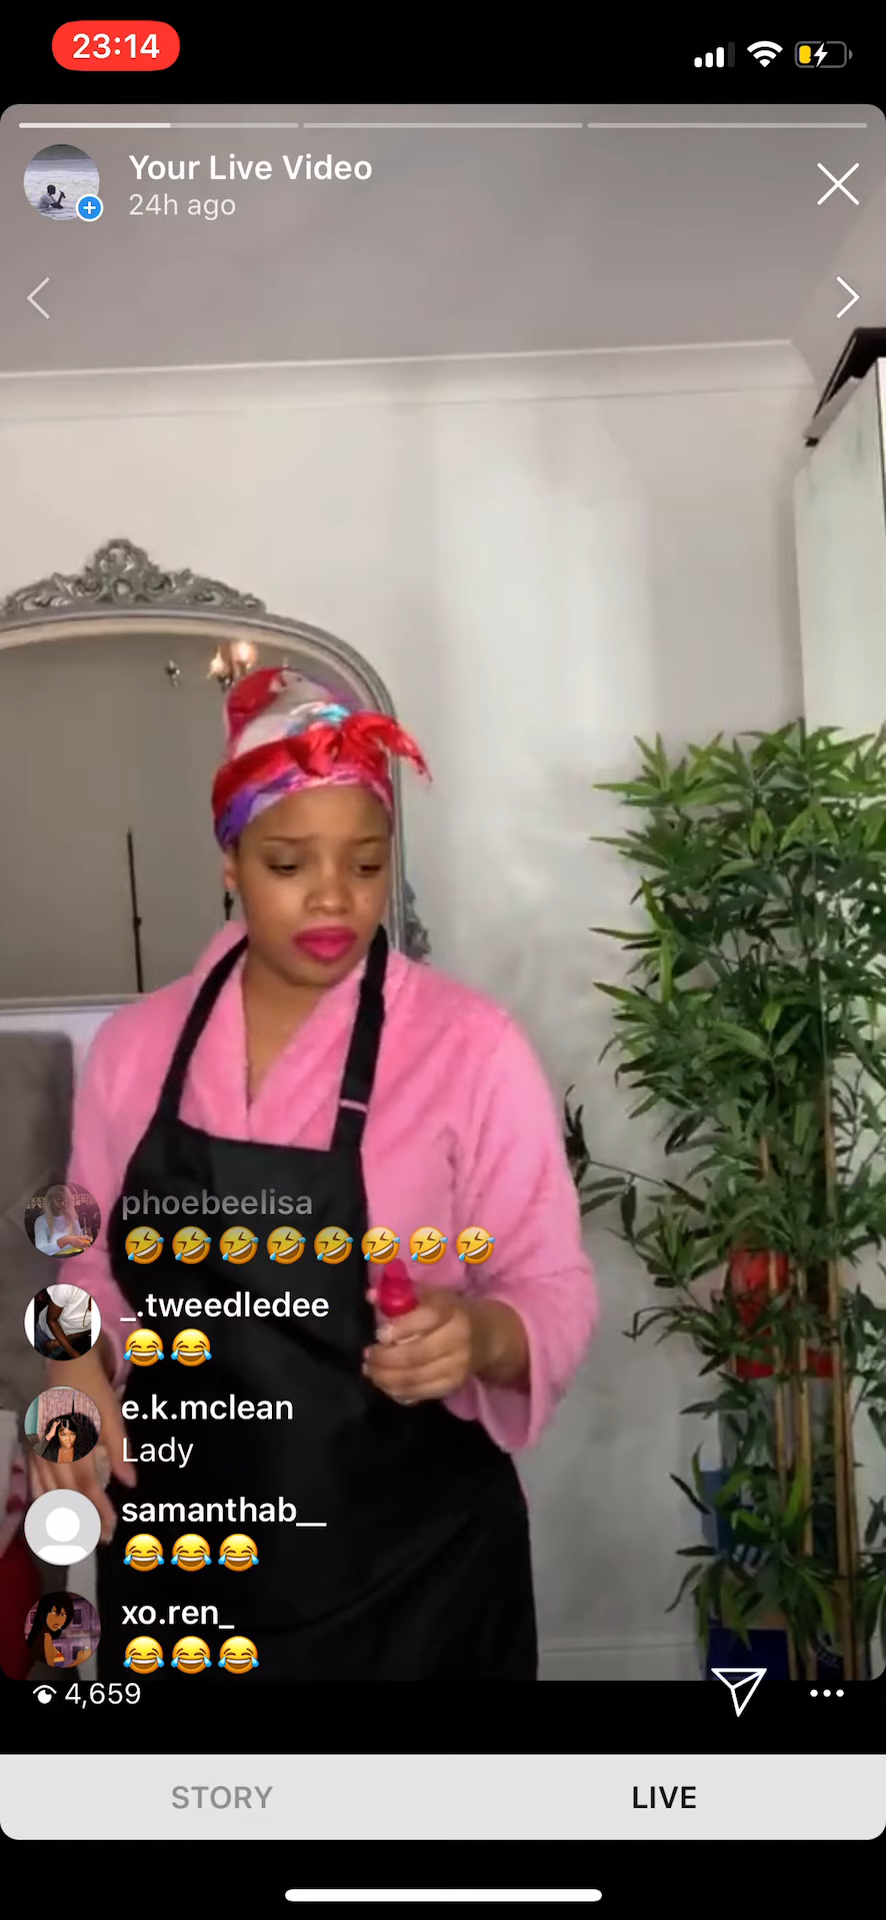 23:14
Your Live Video
24h ago
phoebeelisa
🤣🤣🤣🤣🤣🤣🤣🤣
_.tweedledee
😂😂
e.k.mclean
Lady
samanthab__
😂😂😂
xo.ren_
😂😂😂
4,659
STORY
LIVE